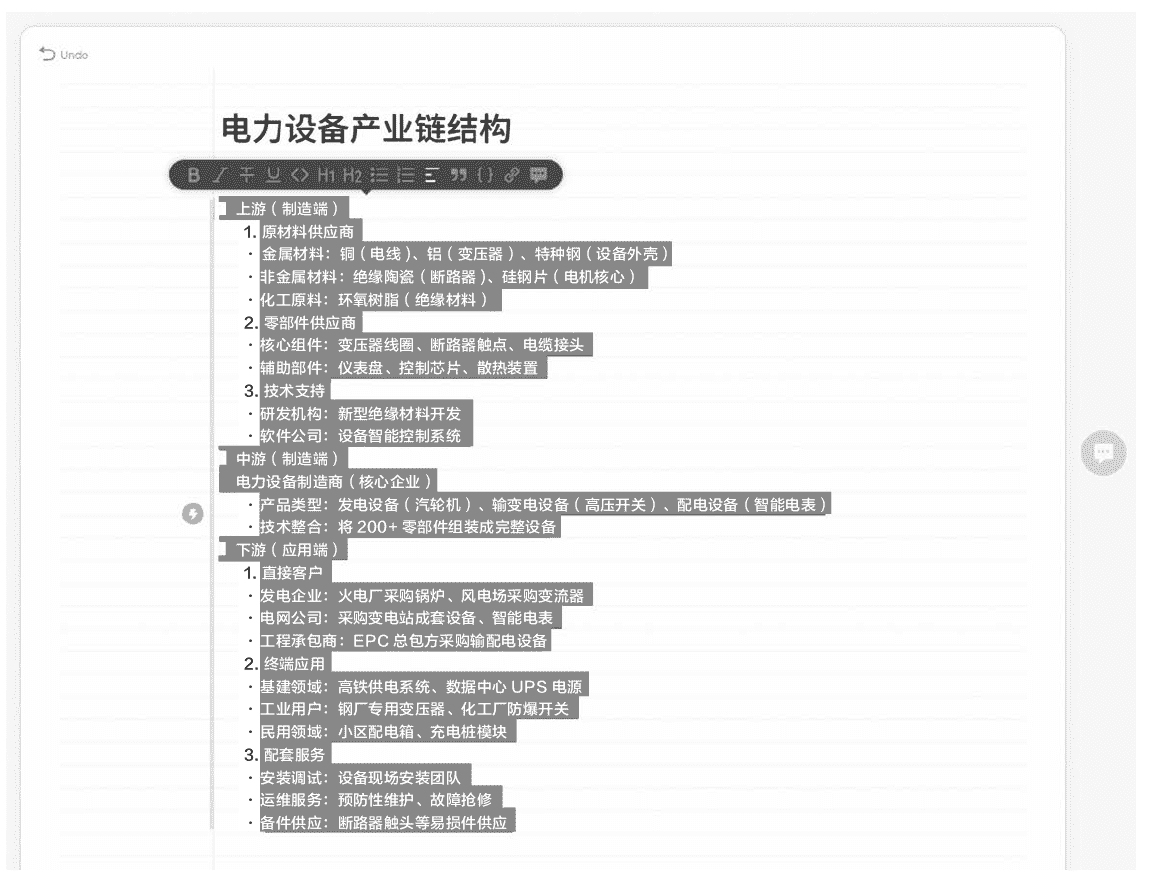 Undo
电力设备产业链结构
B I U <> H1 H2 {}
上游（制造端）
1. 原材料供应商
· 金属材料：铜（电线）、铝（变压器）、特种钢（设备外壳）
· 非金属材料：绝缘陶瓷（断路器）、硅钢片（电机核心）
· 化工原料：环氧树脂（绝缘材料）
2. 零部件供应商
· 核心组件：变压器线圈、断路器触点、电缆接头
· 辅助部件：仪表盘、控制芯片、散热装置
3. 技术支持
· 研发机构：新型绝缘材料开发
· 软件公司：设备智能控制系统
中游（制造端）
电力设备制造商（核心企业）
· 产品类型：发电设备（汽轮机）、输变电设备（高压开关）、配电设备（智能电表）
· 技术整合：将 200+ 零部件组装成完整设备
下游（应用端）
1. 直接客户
· 发电企业：火电厂采购锅炉、风电场采购变流器
· 电网公司：采购变电站成套设备、智能电表
· 工程承包商：EPC 总包方采购输配电设备
2. 终端应用
· 基建领域：高铁供电系统、数据中心 UPS 电源
· 工业用户：钢厂专用变压器、化工厂防爆开关
· 民用领域：小区配电箱、充电桩模块
3. 配套服务
· 安装调试：设备现场安装团队
· 运维服务：预防性维护、故障抢修
· 备件供应：断路器触头等易损件供应